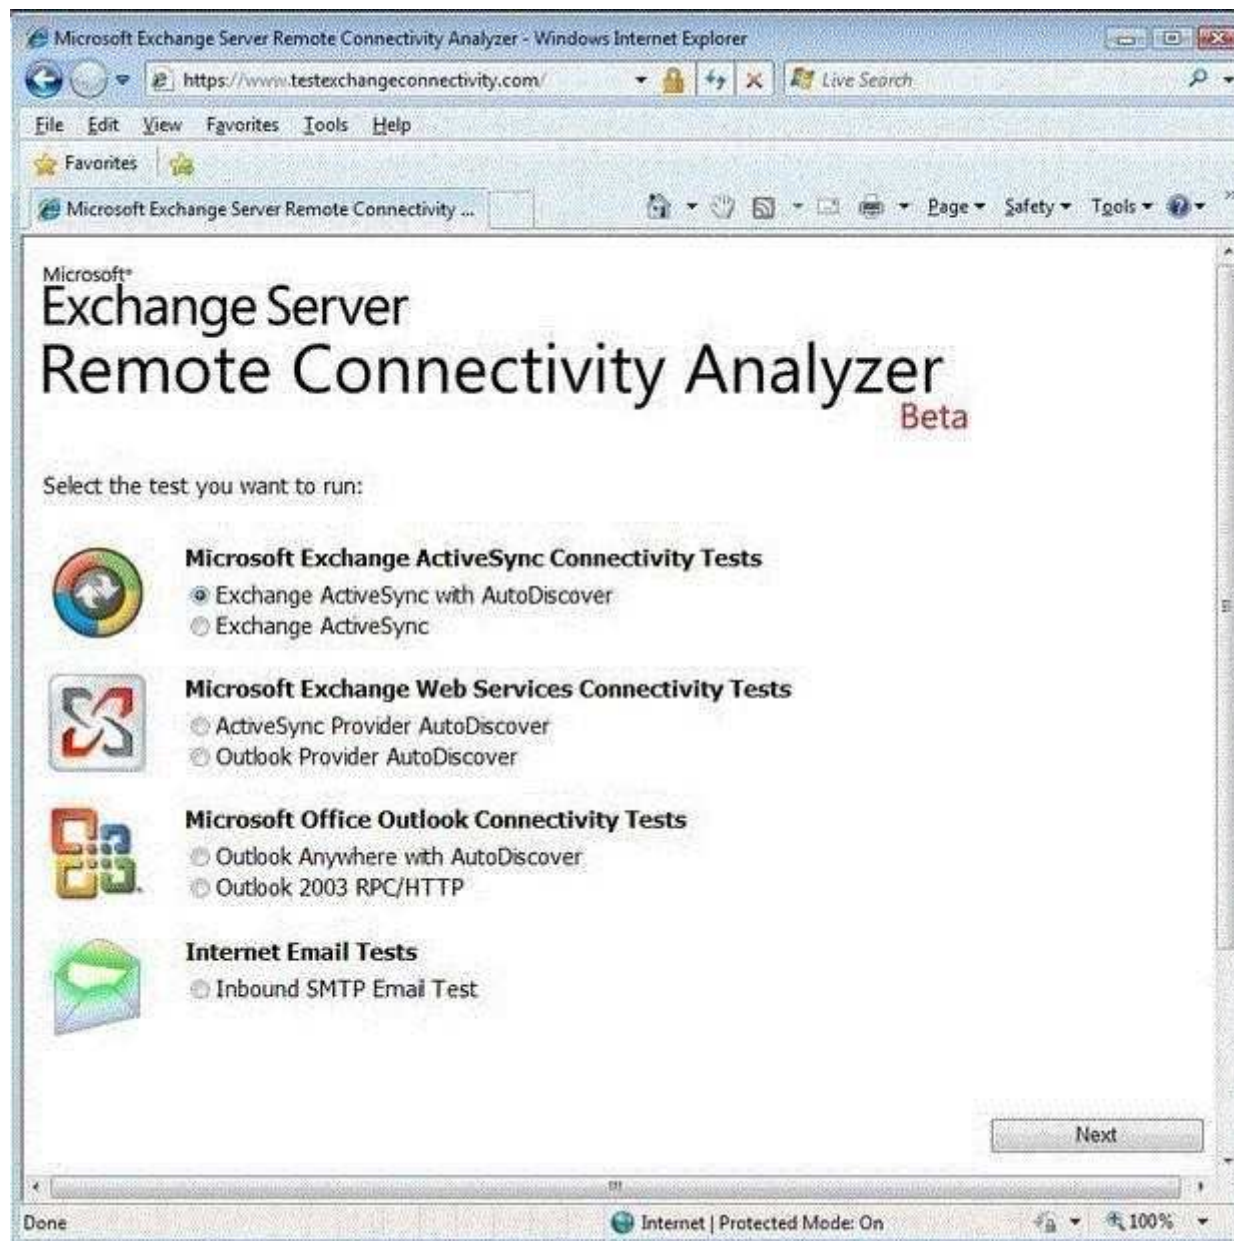 Microsoft Exchange Server Remote Connectivity Analyzer - Windows Internet Explorer
https://www.testexchangeconnectivity.com/
Live Search
File Edit View Favorites Tools Help
Favorites
Microsoft Exchange Server Remote Connectivity ...
Page Safety Tools
Microsoft®
Exchange Server
Remote Connectivity Analyzer
Beta
Select the test you want to run:
Microsoft Exchange ActiveSync Connectivity Tests
Exchange ActiveSync with AutoDiscover
Exchange ActiveSync
Microsoft Exchange Web Services Connectivity Tests
ActiveSync Provider AutoDiscover
Outlook Provider AutoDiscover
Microsoft Office Outlook Connectivity Tests
Outlook Anywhere with AutoDiscover
Outlook 2003 RPC/HTTP
Internet Email Tests
Inbound SMTP Email Test
Next
Done
Internet | Protected Mode: On
100%